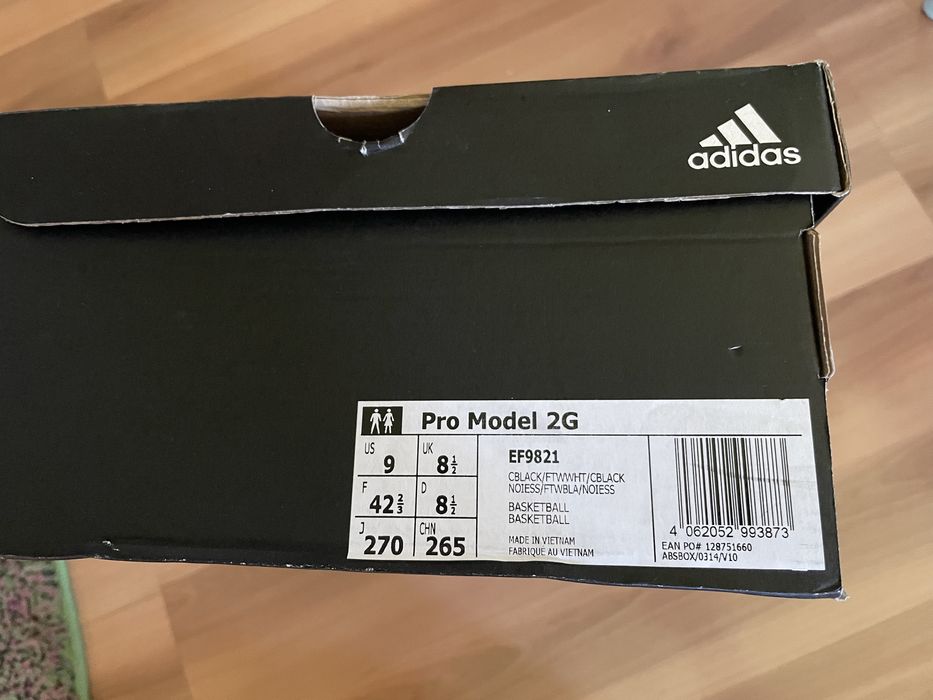 adidas
Pro Model 2G
US 9
UK 8½
F 42⅔
D 8½
J 270
CHN 265
EF9821
CBLACK/FTWWHT/CBLACK
NOIESS/FTWBLA/NOIESS
BASKETBALL
BASKETBALL
MADE IN VIETNAM
FABRIQUE AU VIETNAM
4 062052 993873
EAN PO# 128751660
ABSBOX/0314/V10